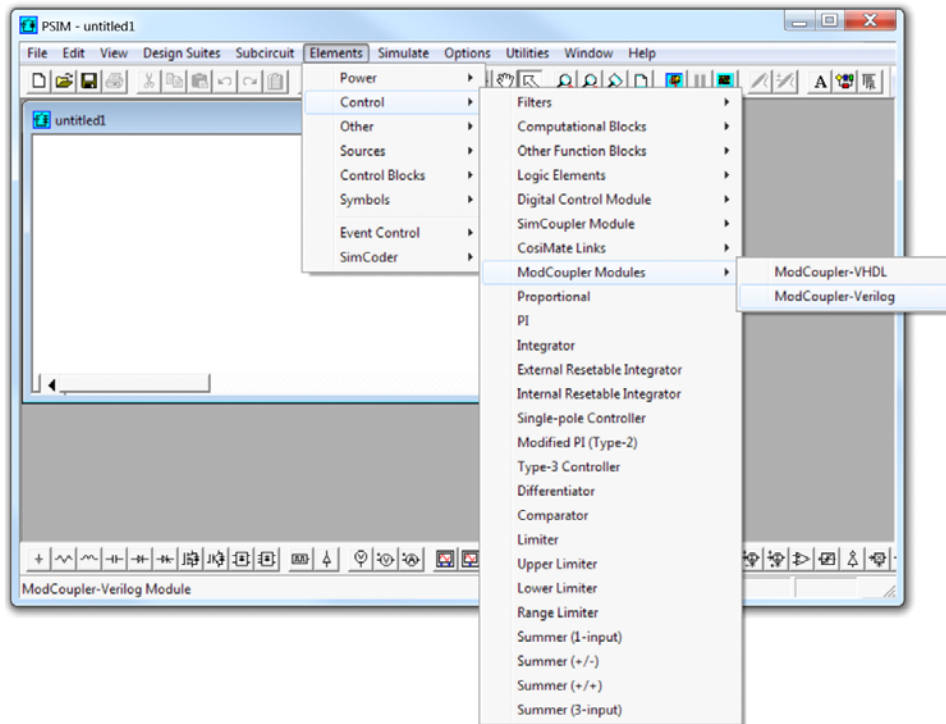 PSIM - untitled1
File Edit View Design Suites Subcircuit Elements Simulate Options Utilities Window Help
untitled1
Power
Control
Other
Sources
Control Blocks
Symbols
Event Control
SimCoder
Filters
Computational Blocks
Other Function Blocks
Logic Elements
Digital Control Module
SimCoupler Module
CosiMate Links
ModCoupler Modules
Proportional
PI
Integrator
External Resetable Integrator
Internal Resetable Integrator
Single-pole Controller
Modified PI (Type-2)
Type-3 Controller
Differentiator
Comparator
Limiter
Upper Limiter
Lower Limiter
Range Limiter
Summer (1-input)
Summer (+/-)
Summer (+/+)
Summer (3-input)
ModCoupler-VHDL
ModCoupler-Verilog
ModCoupler-Verilog Module